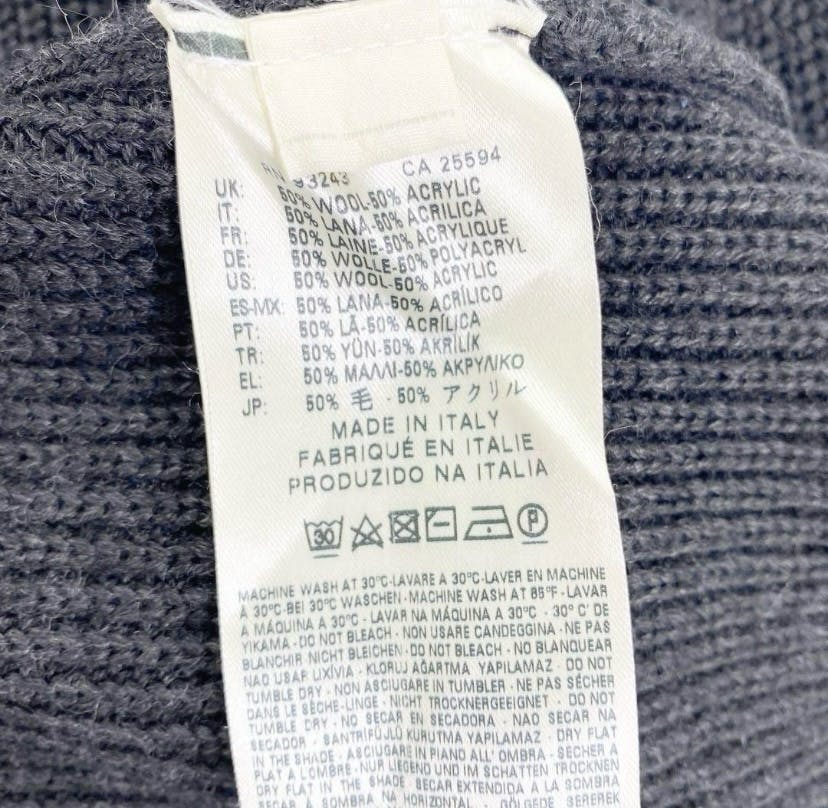 RN 93243 CA 25594
UK: 50% WOOL-50% ACRYLIC
IT: 50% LANA-50% ACRILICA
FR: 50% LAINE-50% ACRYLIQUE
DE: 50% WOLLE-50% POLYACRYL
US: 50% WOOL-50% ACRYLIC
ES-MX: 50% LANA-50% ACRÍLICO
PT: 50% LÃ-50% ACRÍLICA
TR: 50% YÜN-50% AKRİLİK
EL: 50% ΜΑΛΛΙ-50% ΑΚΡΥΛΙΚΟ
JP: 50% 毛 - 50% アクリル
MADE IN ITALY
FABRIQUÉ EN ITALIE
PRODUZIDO NA ITALIA
30 P
MACHINE WASH AT 30°C-LAVARE A 30°C-LAVER EN MACHINE
A 30°C-BEI 30°C WASCHEN-MACHINE WASH AT 85°F-LAVAR
A MÁQUINA A 30°C - LAVAR NA MÁQUINA A 30°C - 30°C' DE
YIKAMA - DO NOT BLEACH - NON USARE CANDEGGINA - NE PAS
BLANCHIR NICHT BLEICHEN-DO NOT BLEACH - NO BLANQUEAR
NAO USAR LIXÍVIA - KLORLU AĞARTMA YAPILAMAZ - DO NOT
TUMBLE DRY - NON ASCIUGARE IN TUMBLER - NE PAS SÉCHER
DANS LE SÈCHE-LINGE - NICHT TROCKNERGEEIGNET - DO NOT
TUMBLE DRY - NO SECAR EN SECADORA - NAO SECAR NA
SECADOR - SANTRİFÜJLÜ KURUTMA YAPILAMAZ - DRY FLAT
IN THE SHADE - ASCIUGARE IN PIANO ALL'OMBRA - SÉCHER A
PLAT A L'OMBRE - NUR LIEGEND UND IM SCHATTEN TROCKNEN
DRY FLAT IN THE SHADE - SECAR EXTENDIDA A LA SOMBRA
SECAR A SOMBRA NA HORIZONTAL - GÖLGEDE SEREREK